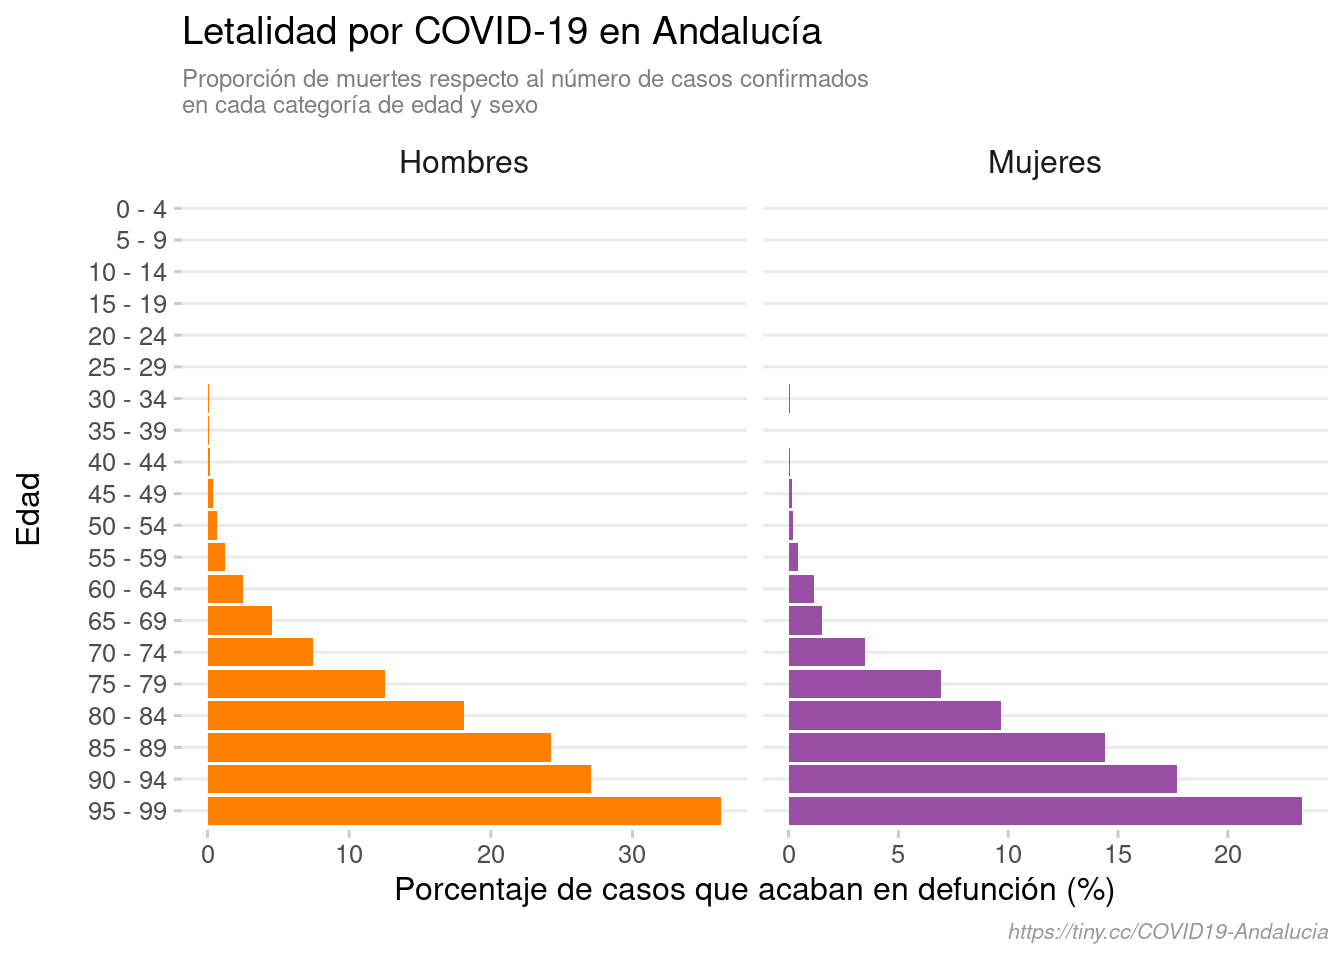 Letalidad por COVID-19 en Andalucía
Proporción de muertes respecto al número de casos confirmados
en cada categoría de edad y sexo
Hombres
Mujeres
Edad
0 - 4
5 - 9
10 - 14
15 - 19
20 - 24
25 - 29
30 - 34
35 - 39
40 - 44
45 - 49
50 - 54
55 - 59
60 - 64
65 - 69
70 - 74
75 - 79
80 - 84
85 - 89
90 - 94
95 - 99
0 10 20 30
0 5 10 15 20
Porcentaje de casos que acaban en defunción (%)
https://tiny.cc/COVID19-Andalucia